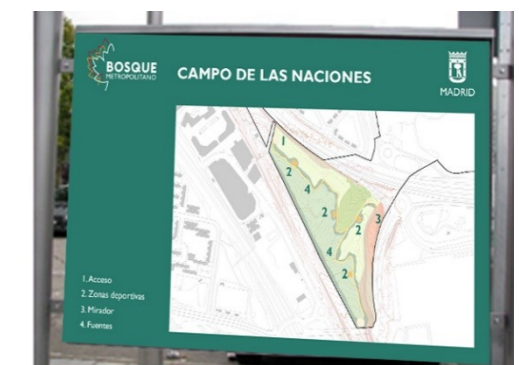 BOSQUE
METROPOLITANO
CAMPO DE LAS NACIONES
MADRID
1
2
4
2
2
3
4
2
1. Acceso
2. Zonas deportivas
3. Mirador
4. Fuentes